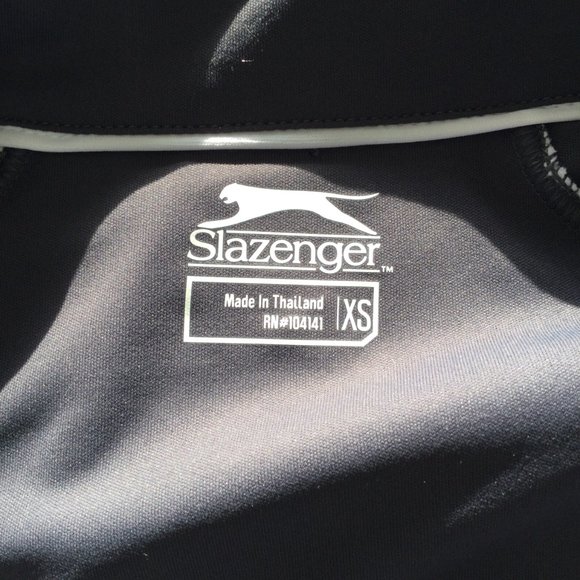 Slazenger™
Made In Thailand
RN#104141
XS